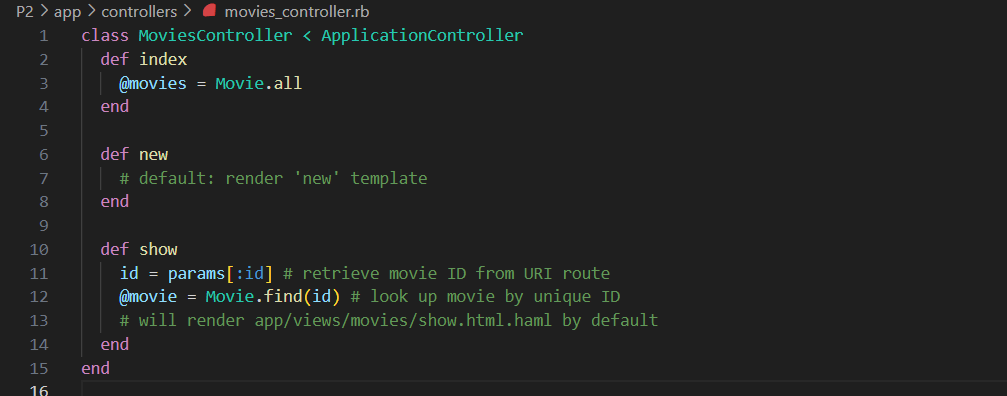 P2 > app > controllers > movies_controller.rb
1 class MoviesController < ApplicationController
2   def index
3     @movies = Movie.all
4   end
5
6   def new
7     # default: render 'new' template
8   end
9
10   def show
11     id = params[:id] # retrieve movie ID from URI route
12     @movie = Movie.find(id) # look up movie by unique ID
13     # will render app/views/movies/show.html.haml by default
14   end
15 end
16